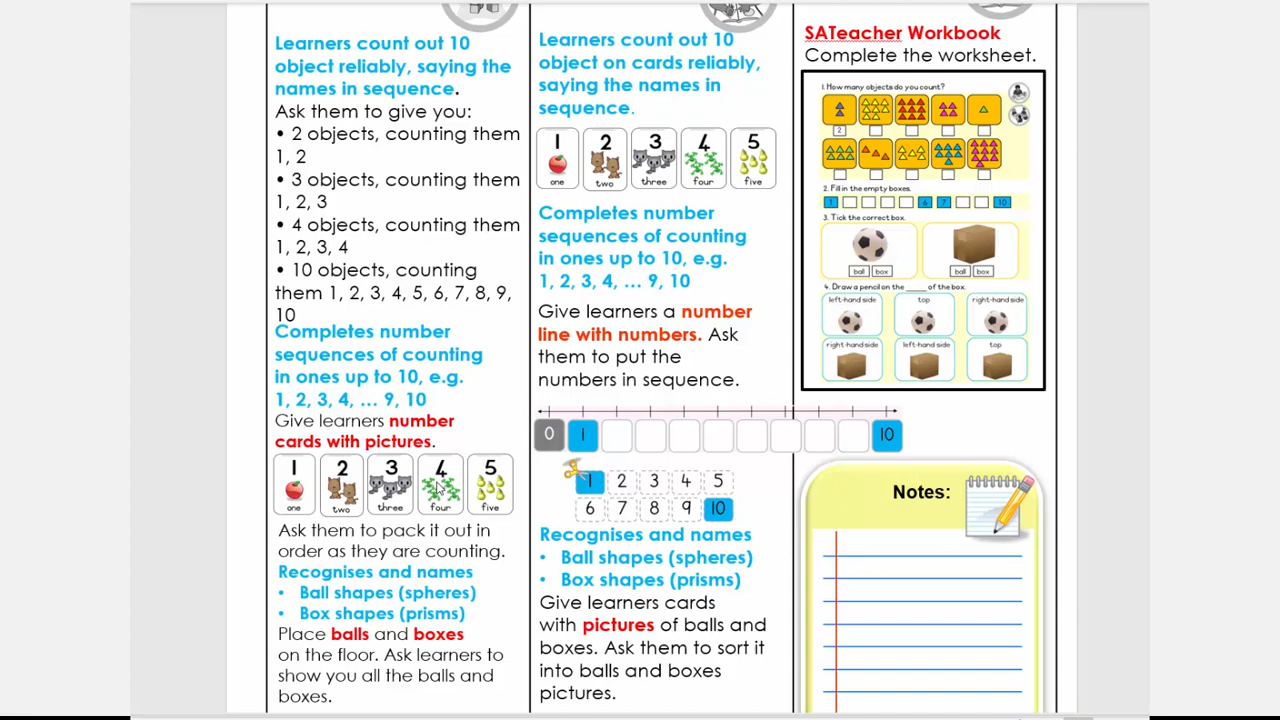 Learners count out 10
object reliably, saying the
names in sequence.
Ask them to give you:
• 2 objects, counting them
1, 2
• 3 objects, counting them
1, 2, 3
• 4 objects, counting them
1, 2, 3, 4
• 10 objects, counting
them 1, 2, 3, 4, 5, 6, 7, 8, 9,
10
Completes number
sequences of counting
in ones up to 10, e.g.
1, 2, 3, 4, … 9, 10
Give learners number
cards with pictures.
1 2 3 4 5
one two three four five
Ask them to pack it out in
order as they are counting.
Recognises and names
• Ball shapes (spheres)
• Box shapes (prisms)
Place balls and boxes
on the floor. Ask learners to
show you all the balls and
boxes.
Learners count out 10
object on cards reliably,
saying the names in
sequence.
1 2 3 4 5
one two three four five
Completes number
sequences of counting
in ones up to 10, e.g.
1, 2, 3, 4, … 9, 10
Give learners a number
line with numbers. Ask
them to put the
numbers in sequence.
0 1 10
1 2 3 4 5
6 7 8 9 10
Recognises and names
• Ball shapes (spheres)
• Box shapes (prisms)
Give learners cards
with pictures of balls and
boxes. Ask them to sort it
into balls and boxes
pictures.
SATeacher Workbook
Complete the worksheet.
1. How many objects do you count?
2
2. Fill in the empty boxes.
1 6 7 10
3. Tick the correct box.
ball box ball box
4. Draw a pencil on the _____ of the box.
left-hand side top right-hand side
right-hand side left-hand side top
Notes: